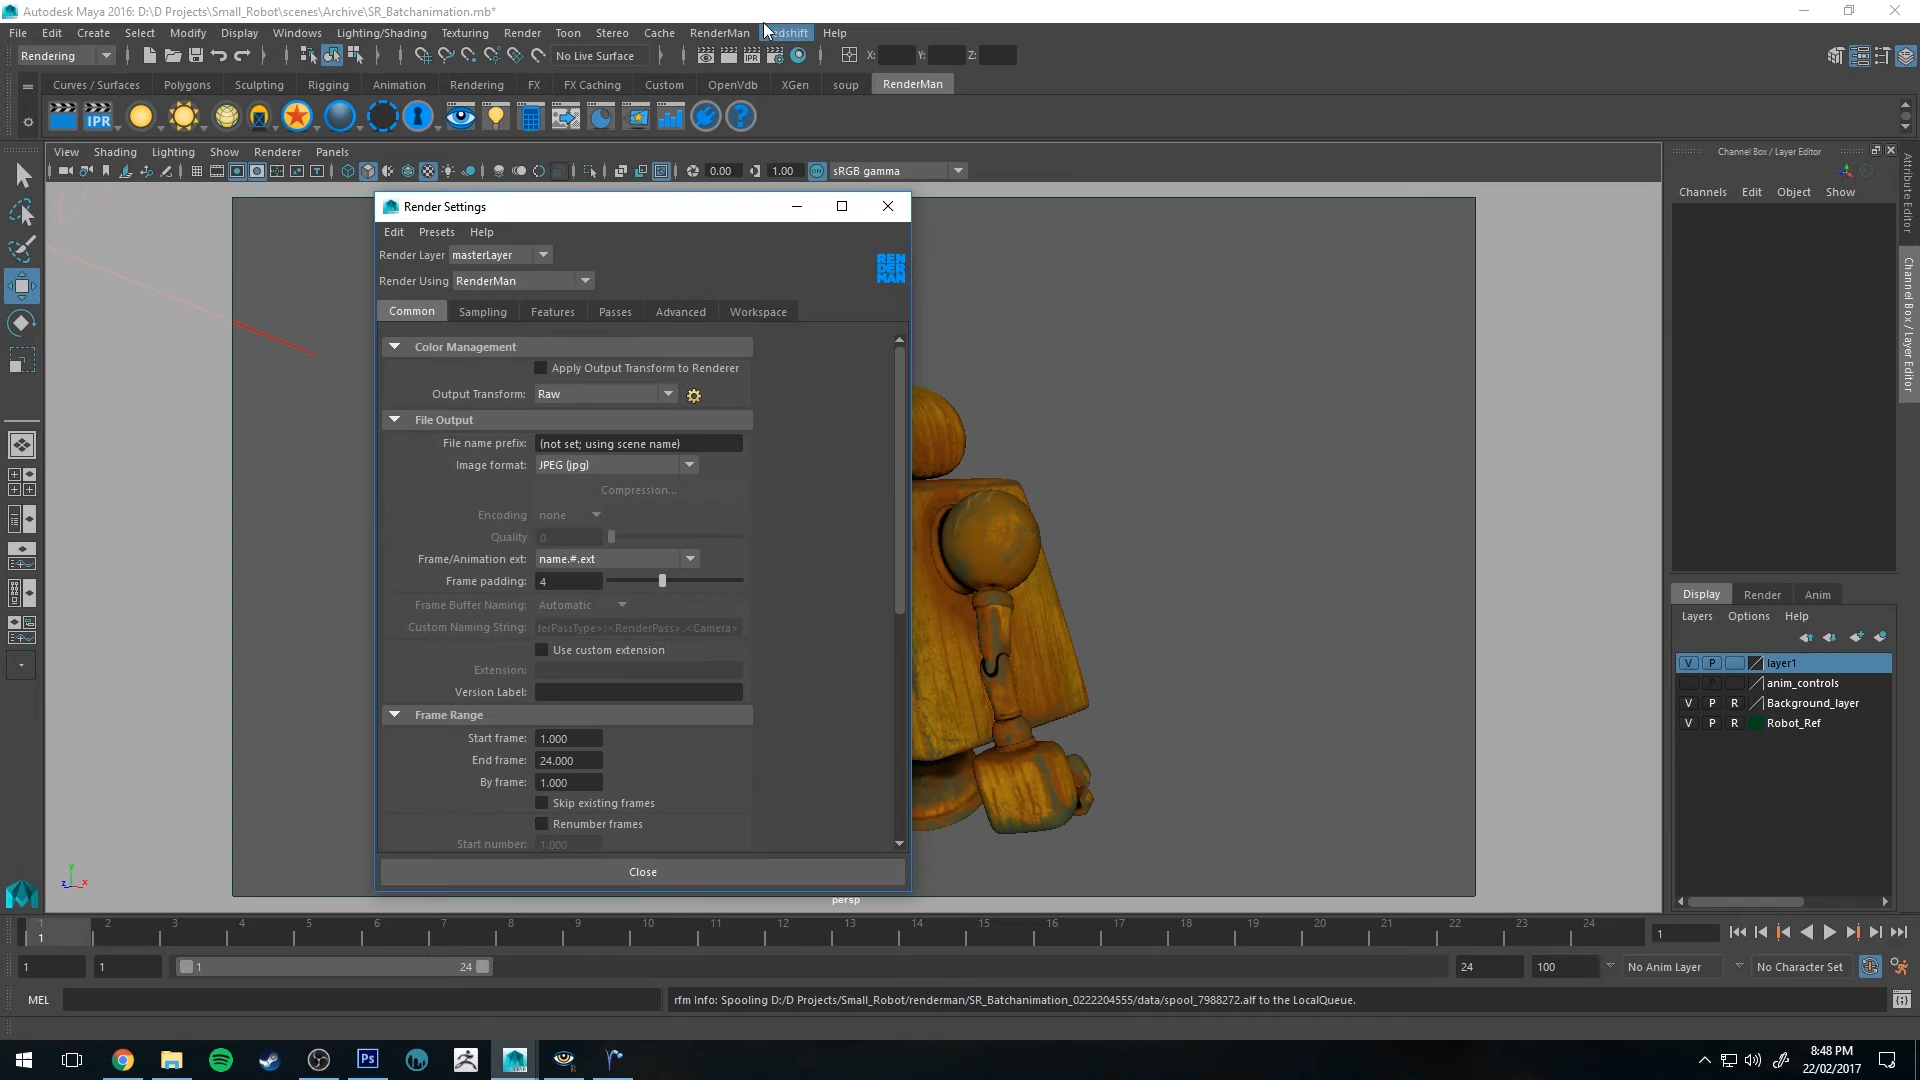 Autodesk Maya 2016: D:\D Projects\Small_Robot\scenes\Archive\SR_Batchanimation.mb*
File Edit Create Select Modify Display Windows Lighting/Shading Texturing Render Toon Stereo Cache RenderMan Help
Rendering No Live Surface X: Y: Z:
Curves / Surfaces Polygons Sculpting Rigging Animation Rendering FX FX Caching Custom OpenVdb XGen soup RenderMan
IPR
View Shading Lighting Show Renderer Panels
0.00 1.00 sRGB gamma
Channel Box / Layer Editor
Channels Edit Object Show
Attribute Editor
Channel Box / Layer Editor
Render Settings
Edit Presets Help
Render Layer masterLayer
Render Using RenderMan
REN
DER
MAN
Common Sampling Features Passes Advanced Workspace
Color Management
Apply Output Transform to Renderer
Output Transform: Raw
File Output
File name prefix: (not set; using scene name)
Image format: JPEG (jpg)
Compression...
Encoding none
Quality 0
Frame/Animation ext: name.#.ext
Frame padding: 4
Frame Buffer Naming: Automatic
Custom Naming String: <RenderPass>.<Camera>
Use custom extension
Extension:
Version Label:
Frame Range
Start frame: 1.000
End frame: 24.000
By frame: 1.000
Skip existing frames
Renumber frames
Start number: 1.000
Close
persp
Display Render Anim
Layers Options Help
V P layer1
P anim_controls
V P R Background_layer
V P R Robot_Ref
y
z x
1 2 3 4 5 6 7 8 9 10 11 12 13 14 15 16 17 18 19 20 21 22 23 24
1 1
1 1 1 24 24 100 No Anim Layer No Character Set
MEL rfm Info: Spooling D:/D Projects/Small_Robot/renderman/SR_Batchanimation_0222204555/data/spool_7988272.alf to the LocalQueue.
Ps
8:48 PM
22/02/2017